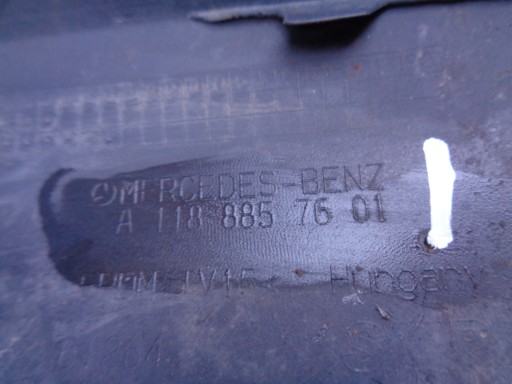 MERCEDES-BENZ
A 118 885 76 01
Hungary